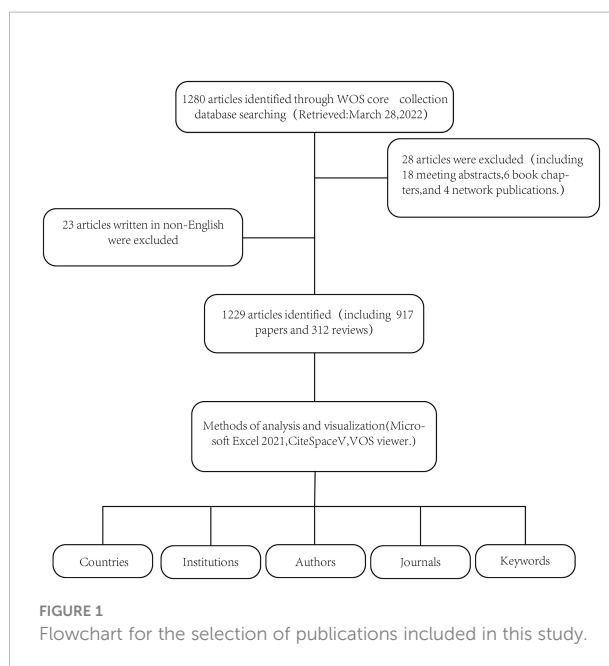 1280 articles identified through WOS core collection
database searching (Retrieved:March 28,2022)
28 articles were excluded (including
18 meeting abstracts,6 book chap-
ters,and 4 network publications.)
23 articles written in non-English
were excluded
1229 articles identified (including 917
papers and 312 reviews)
Methods of analysis and visualization(Micro-
soft Excel 2021,CiteSpaceV,VOS viewer.)
Countries
Institutions
Authors
Journals
Keywords
FIGURE 1
Flowchart for the selection of publications included in this study.